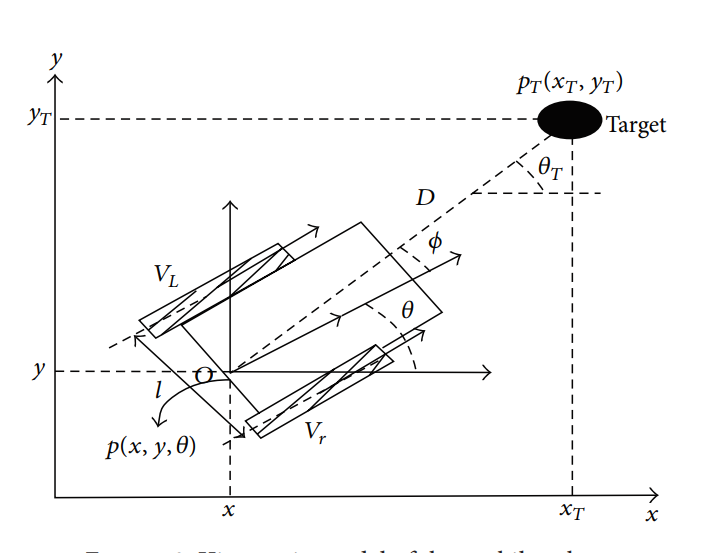 y
p_T(x_T, y_T)
y_T
Target
θ_T
D
ϕ
V_L
θ
y
O
l
p(x, y, θ)
V_r
x
x_T
x